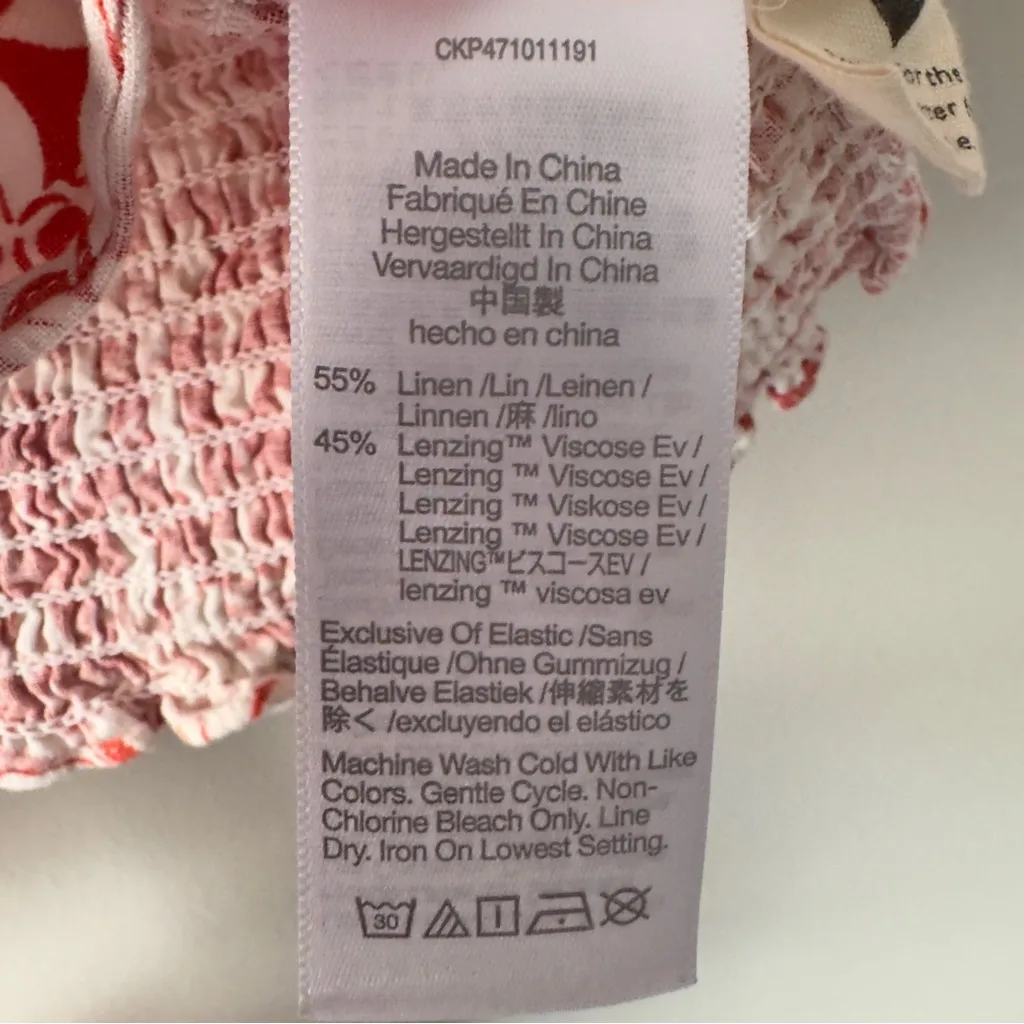 CKP471011191
or the
ter
e.
Made In China
Fabriqué En Chine
Hergestellt In China
Vervaardigd In China
中国製
hecho en china
55% Linen /Lin /Leinen /
Linnen /麻 /lino
45% Lenzing™ Viscose Ev /
Lenzing ™ Viscose Ev /
Lenzing ™ Viskose Ev /
Lenzing ™ Viscose Ev /
LENZING™ビスコースEV /
lenzing ™ viscosa ev
Exclusive Of Elastic /Sans
Élastique /Ohne Gummizug /
Behalve Elastiek /伸縮素材を
除く /excluyendo el elástico
Machine Wash Cold With Like
Colors. Gentle Cycle. Non-
Chlorine Bleach Only. Line
Dry. Iron On Lowest Setting.
30